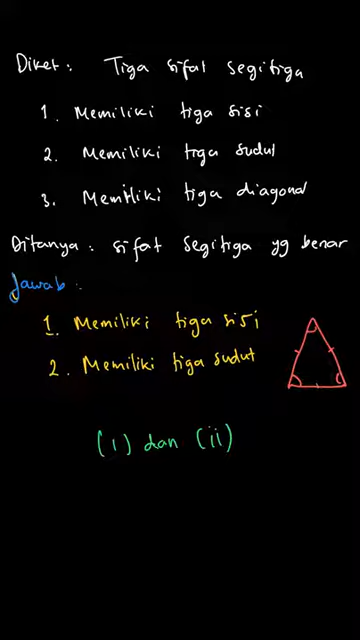 Diket : Tiga sifat segitiga
1. Memiliki tiga sisi
2. Memiliki tiga sudut
3. Memiliki tiga diagonal
Ditanya : sifat segitiga yg benar
Jawab :
1. Memiliki tiga sisi
2. Memiliki tiga sudut
(i) dan (ii)